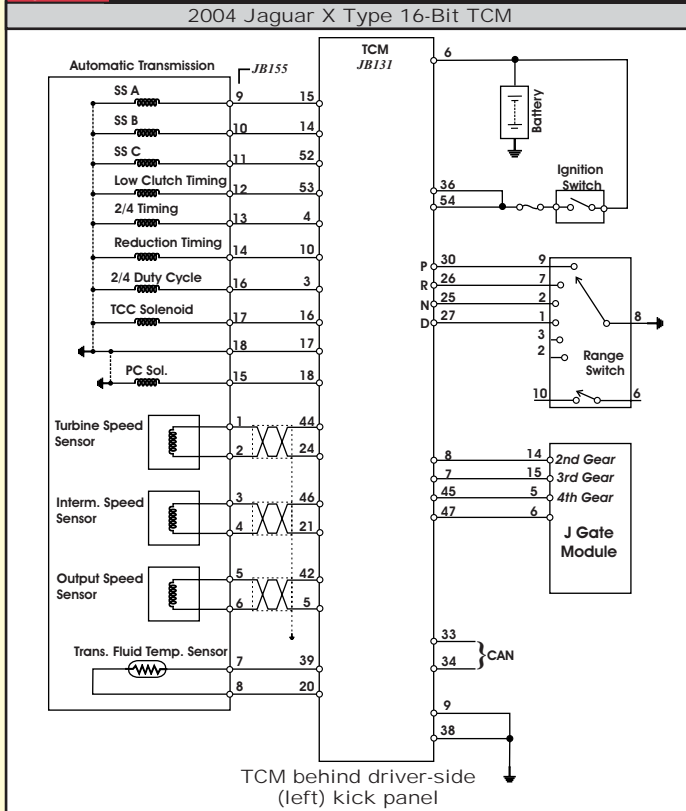 2004 Jaguar X Type 16-Bit TCM
Automatic Transmission
JB155
TCM
JB131
6
Battery
SS A
9 15
SS B
10 14
SS C
11 52
Low Clutch Timing
12 53
2/4 Timing
13 4
Reduction Timing
14 10
2/4 Duty Cycle
16 3
TCC Solenoid
17 16
18 17
PC Sol.
15 18
Ignition
Switch
36
54
P 30 9
R 26 7
N 25 2
D 27 1
3
2
8
Range
Switch
10 6
Turbine Speed
Sensor
1 44
2 24
Interm. Speed
Sensor
3 46
4 21
Output Speed
Sensor
5 42
6 5
Trans. Fluid Temp. Sensor
7 39
8 20
8 14 2nd Gear
7 15 3rd Gear
45 5 4th Gear
47 6
J Gate
Module
33
34
CAN
9
38
TCM behind driver-side
(left) kick panel